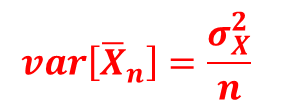 var[X̅ₙ] = σ²_X / n